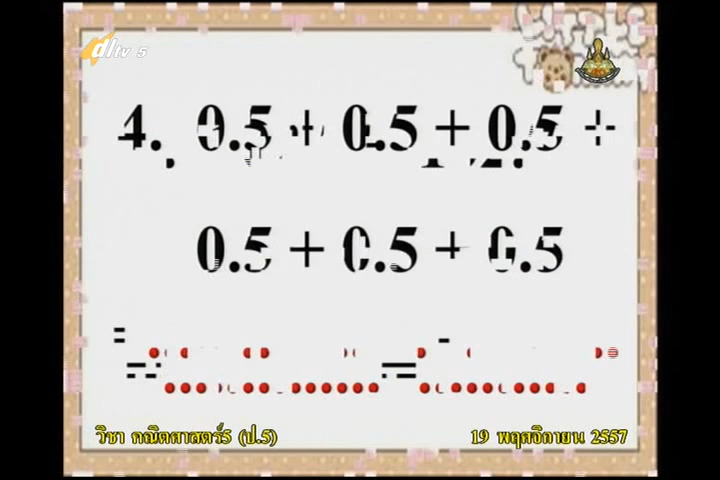 dltv 5
4. 0.5 + 0.5 + 0.5 +
0.5 + 0.5 + 0.5
วิชา คณิตศาสตร์5 (ป.5)
19 พฤศจิกายน 2557